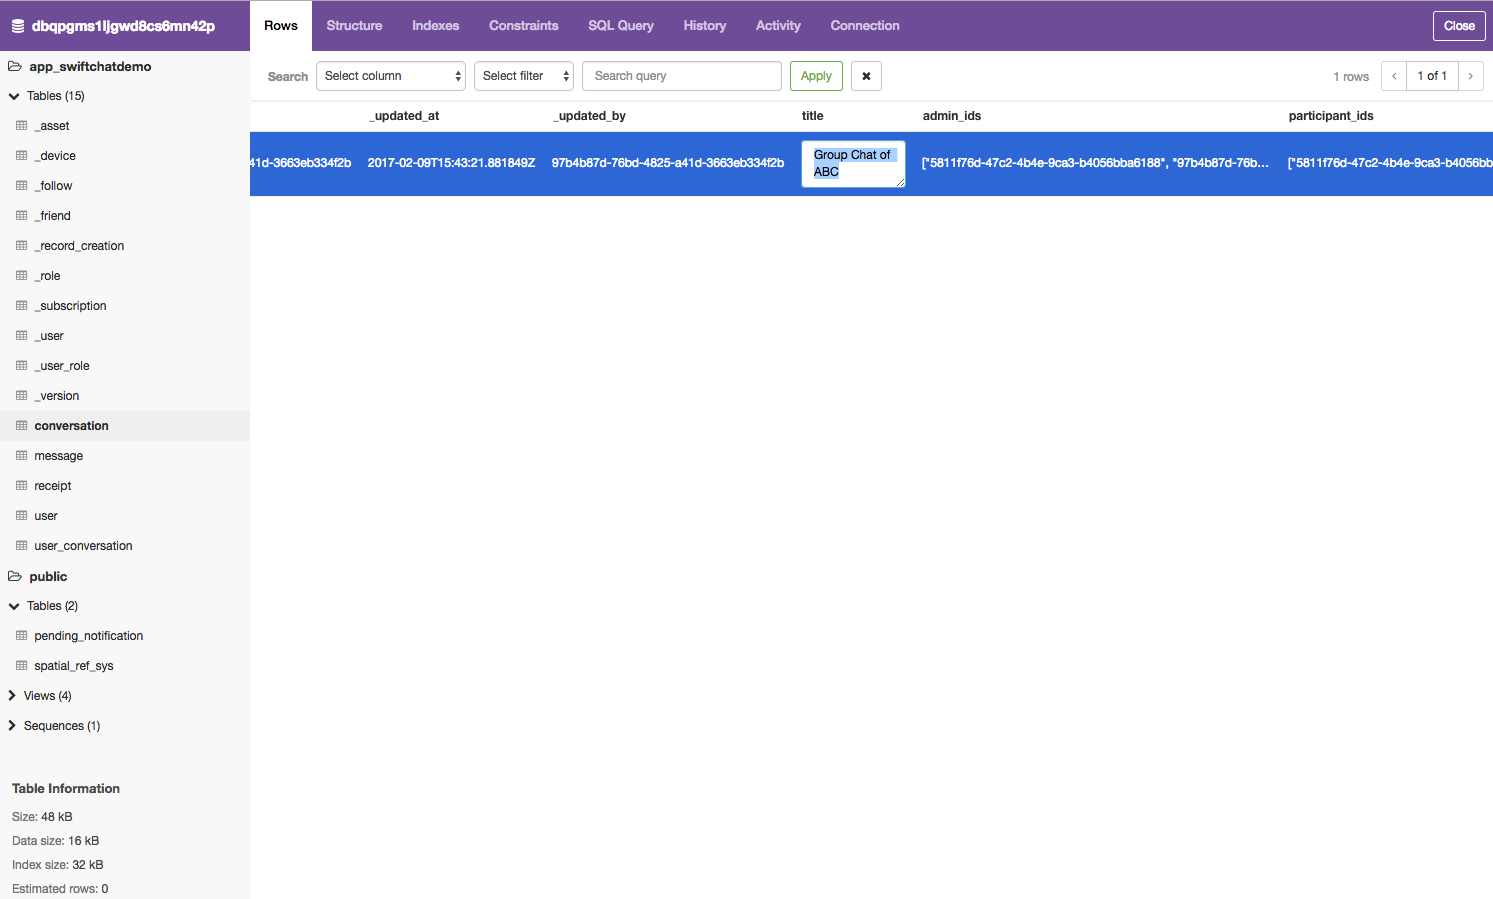 dbqpgms1ljgwd8cs6mn42p
Rows Structure Indexes Constraints SQL Query History Activity Connection Close
app_swiftchatdemo
Tables (15)
_asset
_device
_follow
_friend
_record_creation
_role
_subscription
_user
_user_role
_version
conversation
message
receipt
user
user_conversation
public
Tables (2)
pending_notification
spatial_ref_sys
Views (4)
Sequences (1)
Table Information
Size: 48 kB
Data size: 16 kB
Index size: 32 kB
Estimated rows: 0
Search Select column Select filter Search query Apply 1 rows 1 of 1
_updated_at _updated_by title admin_ids participant_ids
41d-3663eb334f2b 2017-02-09T15:43:21.881849Z 97b4b87d-76bd-4825-a41d-3663eb334f2b Group Chat of ["5811f76d-47c2-4b4e-9ca3-b4056bba6188", "97b4b87d-76b... ["5811f76d-47c2-4b4e-9ca3-b4056bb
ABC